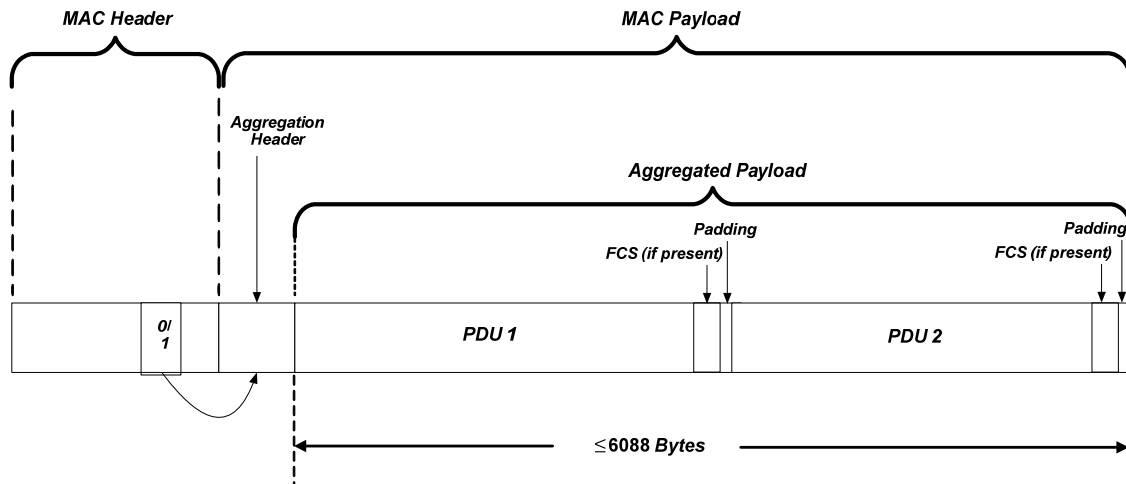 MAC Header
MAC Payload
Aggregation
Header
Aggregated Payload
Padding
FCS (if present)
Padding
FCS (if present)
0/
1
PDU 1
PDU 2
≤6088 Bytes